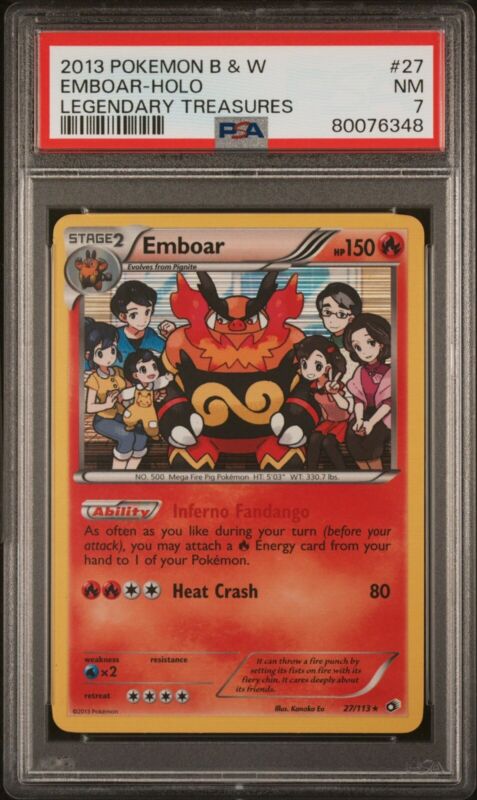 2013 POKEMON B & W #27
EMBOAR-HOLO NM
LEGENDARY TREASURES 7
PSA 80076348
STAGE2 Emboar HP150
Evolves from Pignite
NO. 500 Mega Fire Pig Pokémon HT. 5'03" WT. 330.7 lbs.
Ability Inferno Fandango
As often as you like during your turn (before your
attack), you may attach a Energy card from your
hand to 1 of your Pokémon.
Heat Crash 80
weakness resistance
×2
retreat
It can throw a fire punch by
setting its fists on fire with its
fiery chin. It cares deeply about
its friends.
©2013 Pokémon Illus. Kanako Eo 27/113 ★
PSA